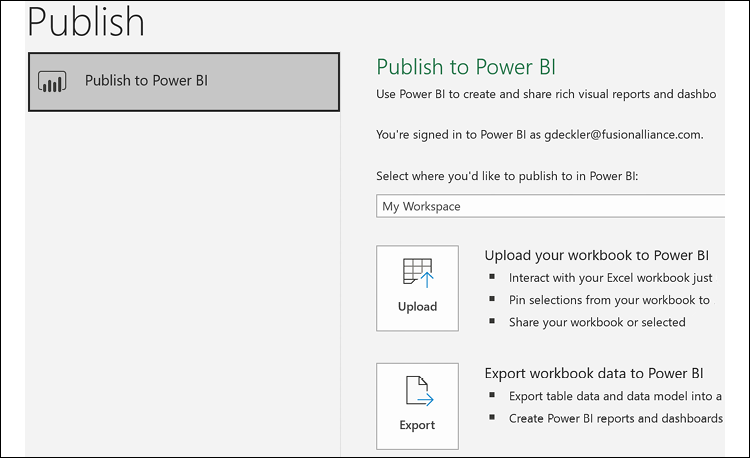 Publish
Publish to Power BI
Publish to Power BI
Use Power BI to create and share rich visual reports and dashbo
You're signed in to Power BI as gdeckler@fusionalliance.com.
Select where you'd like to publish to in Power BI:
My Workspace
Upload
Upload your workbook to Power BI
Interact with your Excel workbook just
Pin selections from your workbook to
Share your workbook or selected
Export
Export workbook data to Power BI
Export table data and data model into a
Create Power BI reports and dashboards